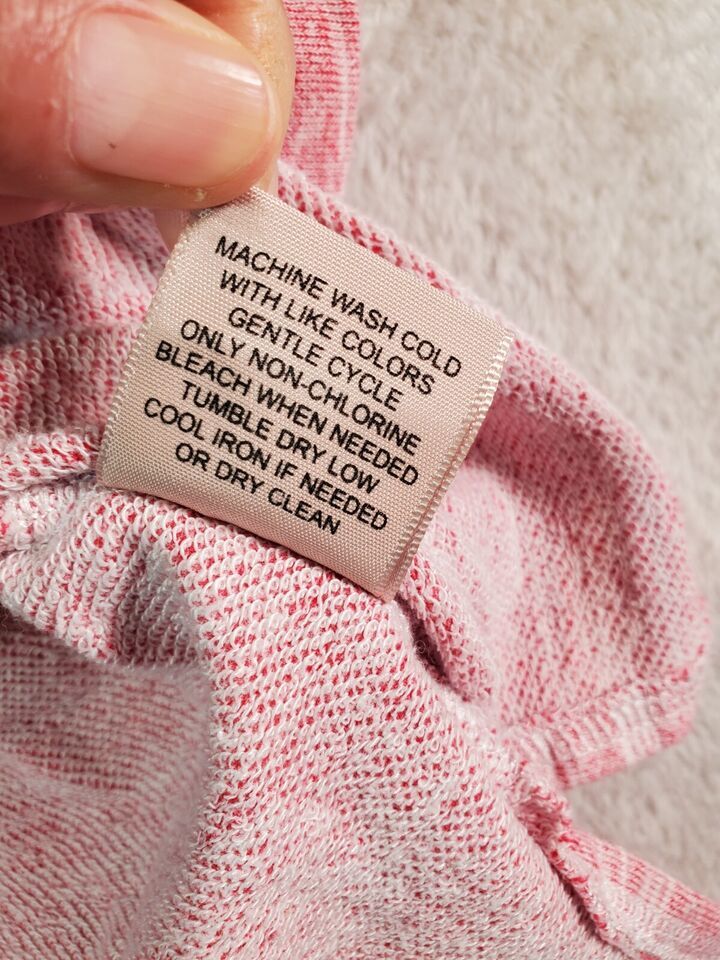 MACHINE WASH COLD
WITH LIKE COLORS
GENTLE CYCLE
ONLY NON-CHLORINE
BLEACH WHEN NEEDED
TUMBLE DRY LOW
COOL IRON IF NEEDED
OR DRY CLEAN